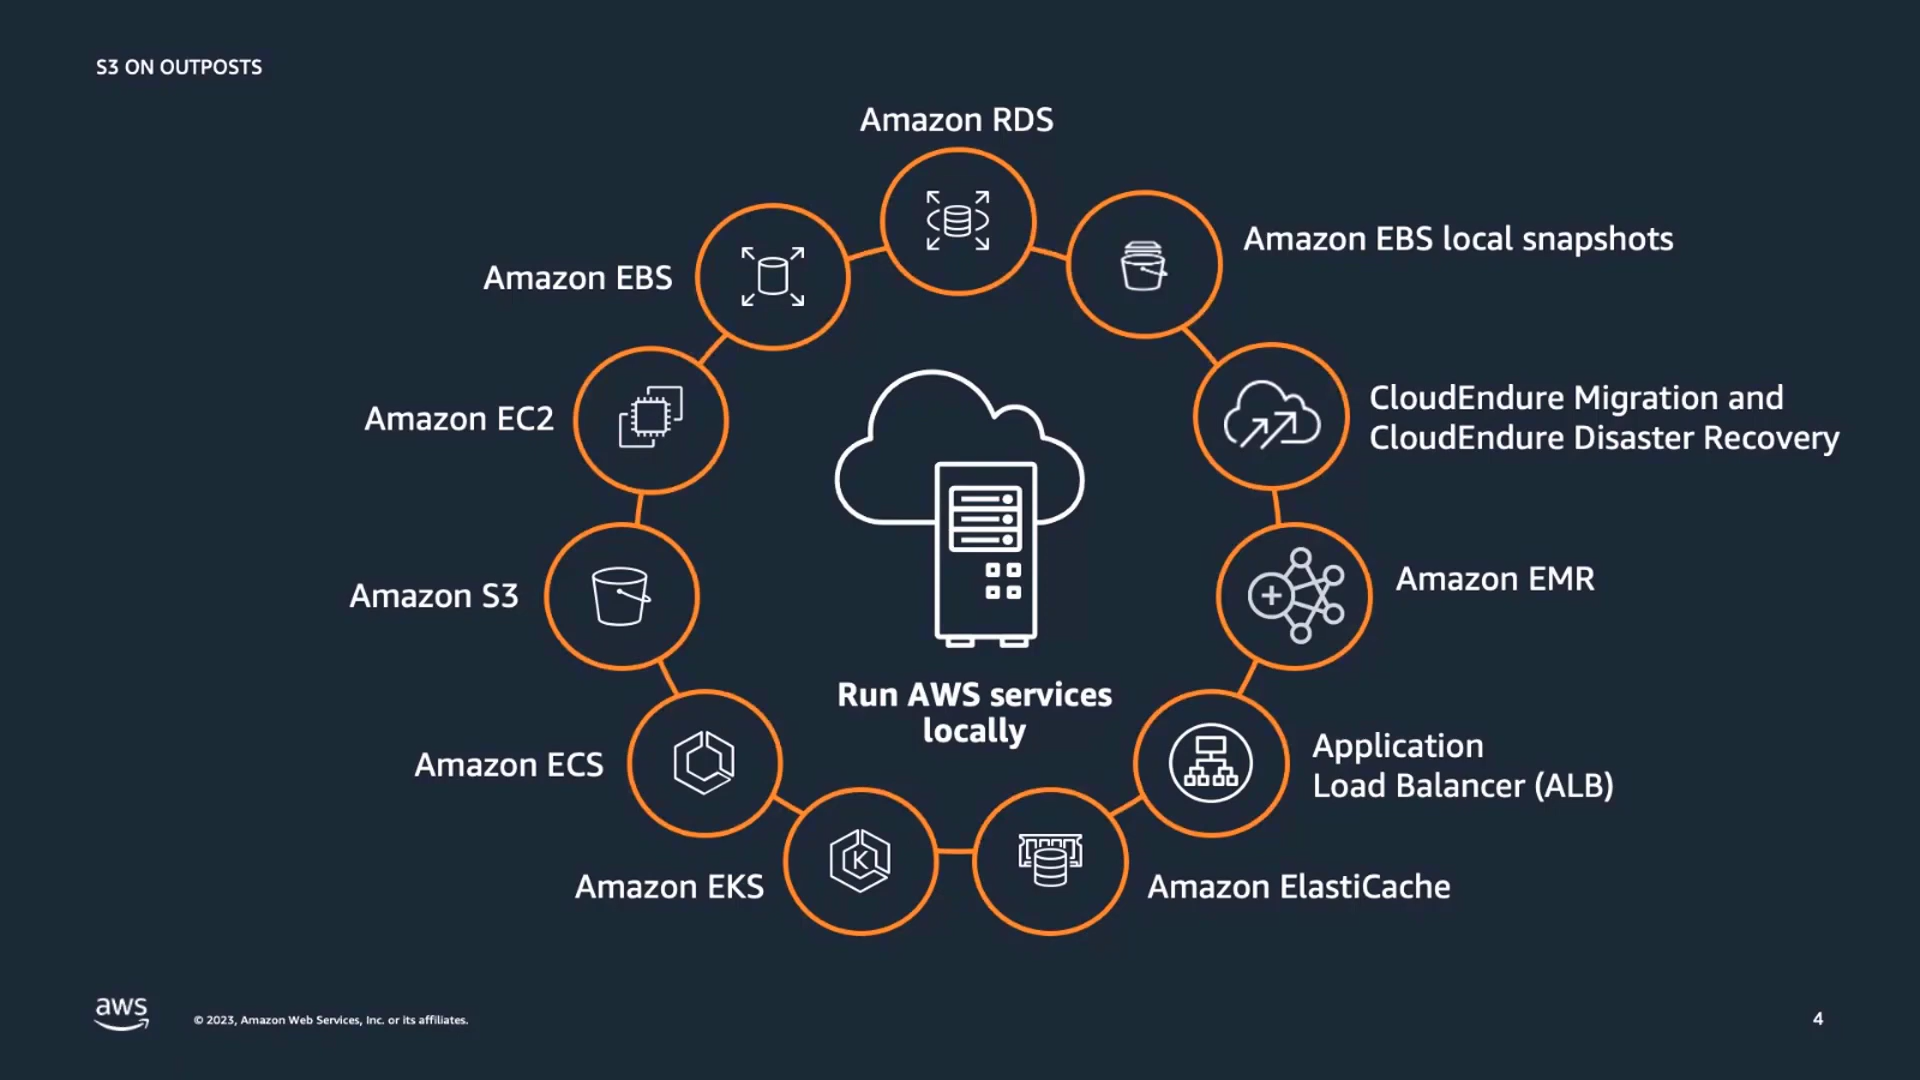 S3 ON OUTPOSTS
Amazon RDS
Amazon EBS local snapshots
Amazon EBS
CloudEndure Migration and
CloudEndure Disaster Recovery
Amazon EC2
Amazon EMR
Amazon S3
Run AWS services
locally
Application
Load Balancer (ALB)
Amazon ECS
K
Amazon EKS
Amazon ElastiCache
aws
© 2023, Amazon Web Services, Inc. or its affiliates.
4